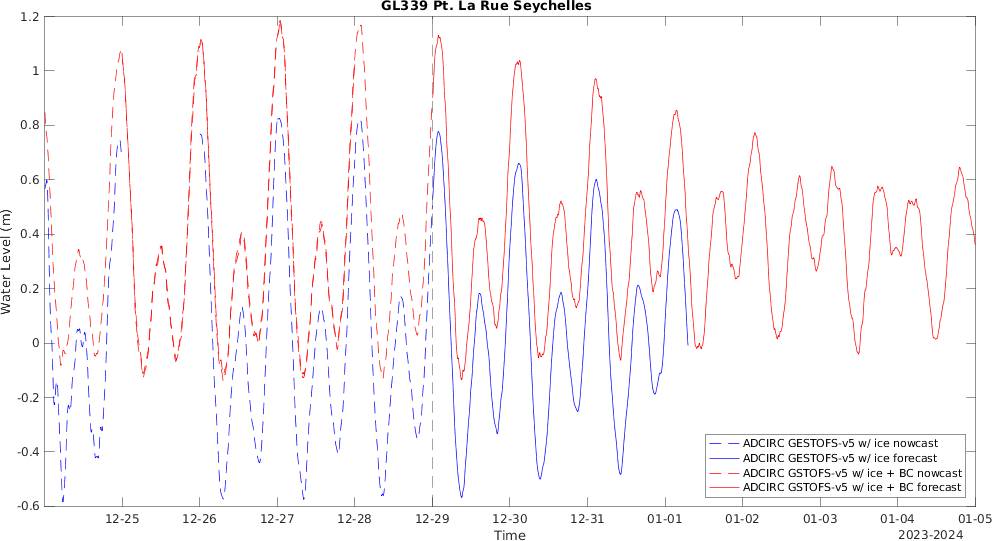 GL339 Pt. La Rue Seychelles
1.2
1
0.8
0.6
0.4
0.2
0
-0.2
-0.4
-0.6
Water Level (m)
ADCIRC GESTOFS-v5 w/ ice nowcast
ADCIRC GESTOFS-v5 w/ ice forecast
ADCIRC GSTOFS-v5 w/ ice + BC nowcast
ADCIRC GSTOFS-v5 w/ ice + BC forecast
12-25 12-26 12-27 12-28 12-29 12-30 12-31 01-01 01-02 01-03 01-04 01-05
Time
2023-2024